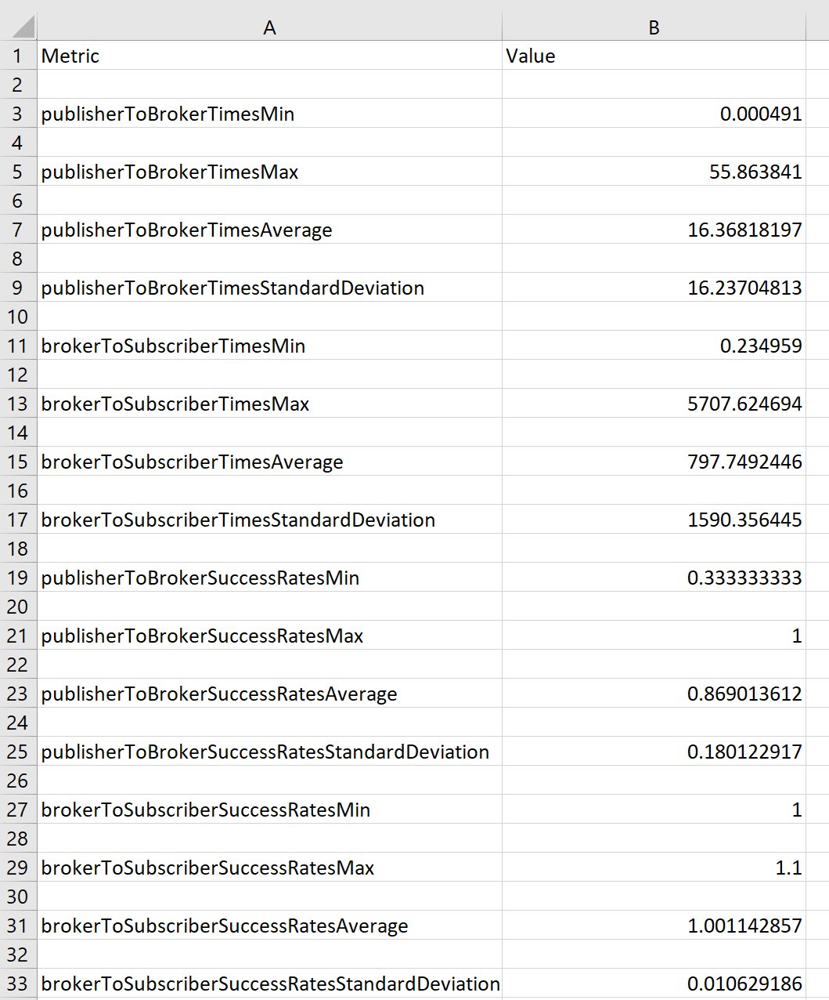 A B
1 Metric Value
2
3 publisherToBrokerTimesMin 0.000491
4
5 publisherToBrokerTimesMax 55.863841
6
7 publisherToBrokerTimesAverage 16.36818197
8
9 publisherToBrokerTimesStandardDeviation 16.23704813
10
11 brokerToSubscriberTimesMin 0.234959
12
13 brokerToSubscriberTimesMax 5707.624694
14
15 brokerToSubscriberTimesAverage 797.7492446
16
17 brokerToSubscriberTimesStandardDeviation 1590.356445
18
19 publisherToBrokerSuccessRatesMin 0.333333333
20
21 publisherToBrokerSuccessRatesMax 1
22
23 publisherToBrokerSuccessRatesAverage 0.869013612
24
25 publisherToBrokerSuccessRatesStandardDeviation 0.180122917
26
27 brokerToSubscriberSuccessRatesMin 1
28
29 brokerToSubscriberSuccessRatesMax 1.1
30
31 brokerToSubscriberSuccessRatesAverage 1.001142857
32
33 brokerToSubscriberSuccessRatesStandardDeviation 0.010629186